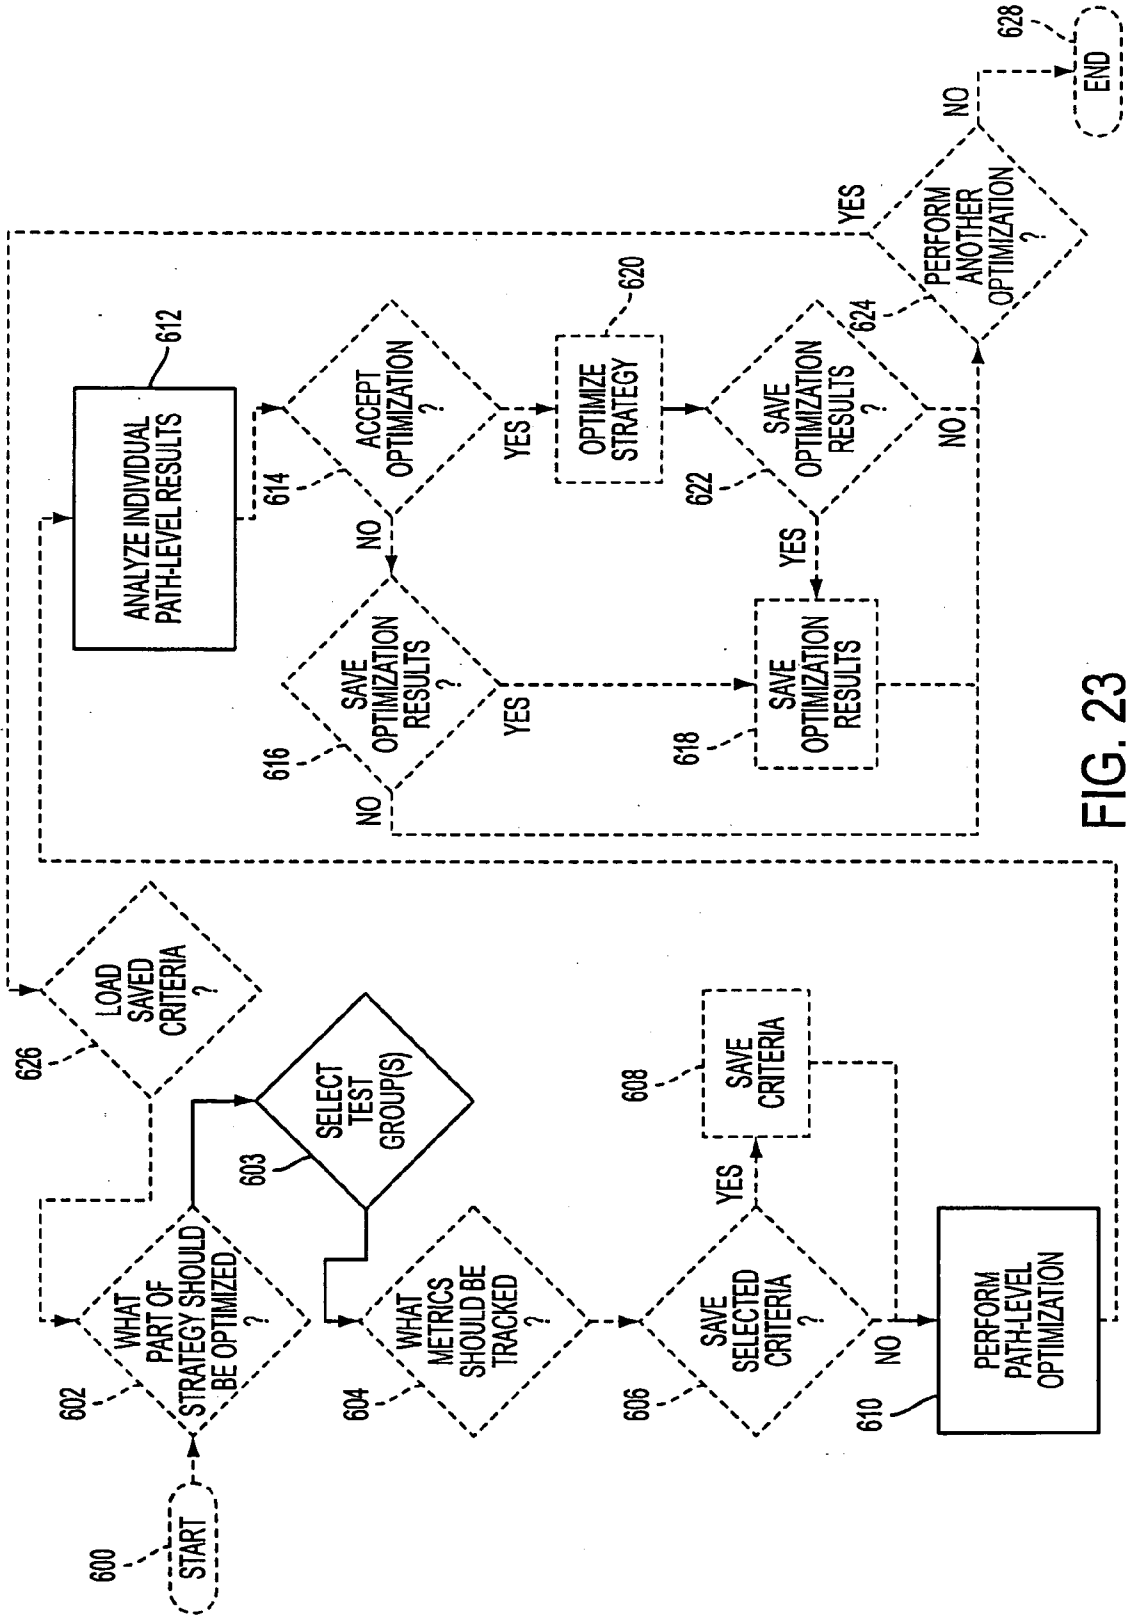 600
START
602
WHAT
PART OF
STRATEGY SHOULD
BE OPTIMIZED
?
626
LOAD
SAVED
CRITERIA
?
603
SELECT
TEST
GROUP(S)
604
WHAT
METRICS
SHOULD BE
TRACKED
?
606
SAVE
SELECTED
CRITERIA
?
YES
NO
608
SAVE
CRITERIA
610
PERFORM
PATH-LEVEL
OPTIMIZATION
612
ANALYZE INDIVIDUAL
PATH-LEVEL RESULTS
614
ACCEPT
OPTIMIZATION
?
NO
YES
616
SAVE
OPTIMIZATION
RESULTS
?
NO
YES
620
OPTIMIZE
STRATEGY
622
SAVE
OPTIMIZATION
RESULTS
?
YES
NO
618
SAVE
OPTIMIZATION
RESULTS
624
PERFORM
ANOTHER
OPTIMIZATION
?
YES
NO
628
END
FIG. 23